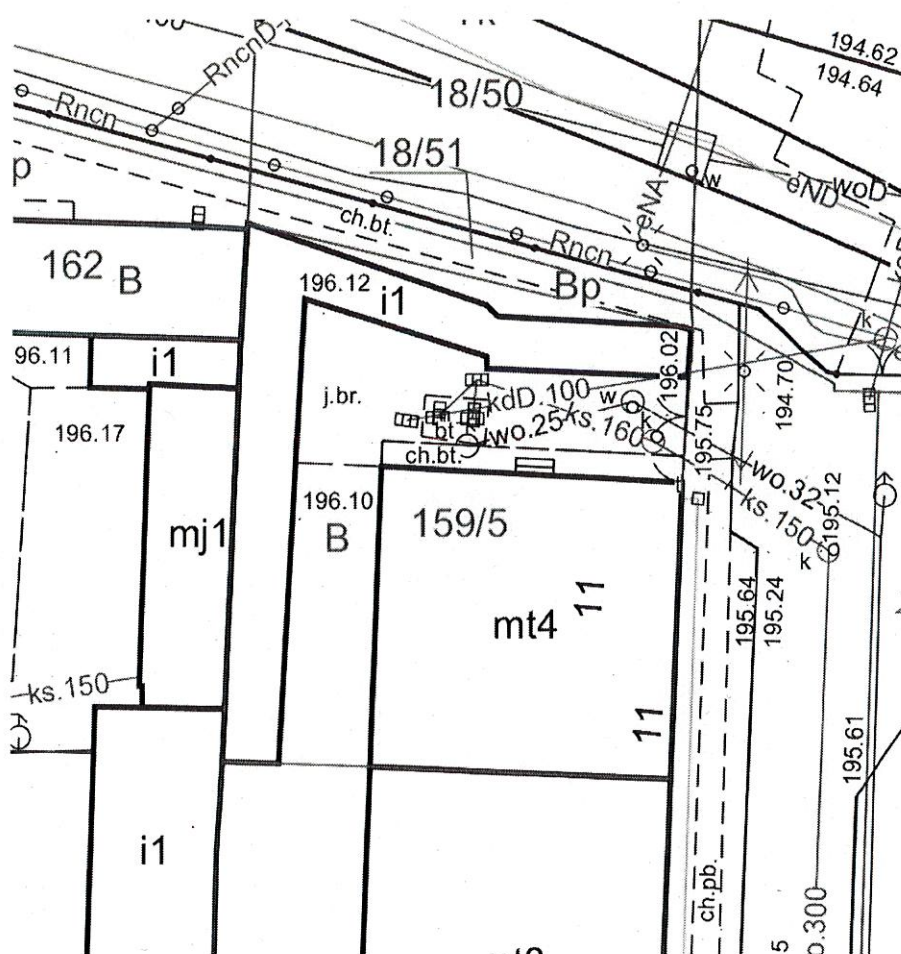 RncnD
194.62
194.64
18/50
Rncn
18/51
w
eNA
eND
woD
p
ch.bt.
Rncn
162 B
Bp
196.12
i1
k
96.11
i1
196.02
194.70
j.br.
kdD.100
w
196.17
bt
wo.25
ks.160
k
195.75
ch.bt.
wo.32
196.10
159/5
ks.150
195.12
mj1
B
k
11
mt4
195.64
195.24
ks.150
11
195.61
i1
ch.pb.
o.300
5